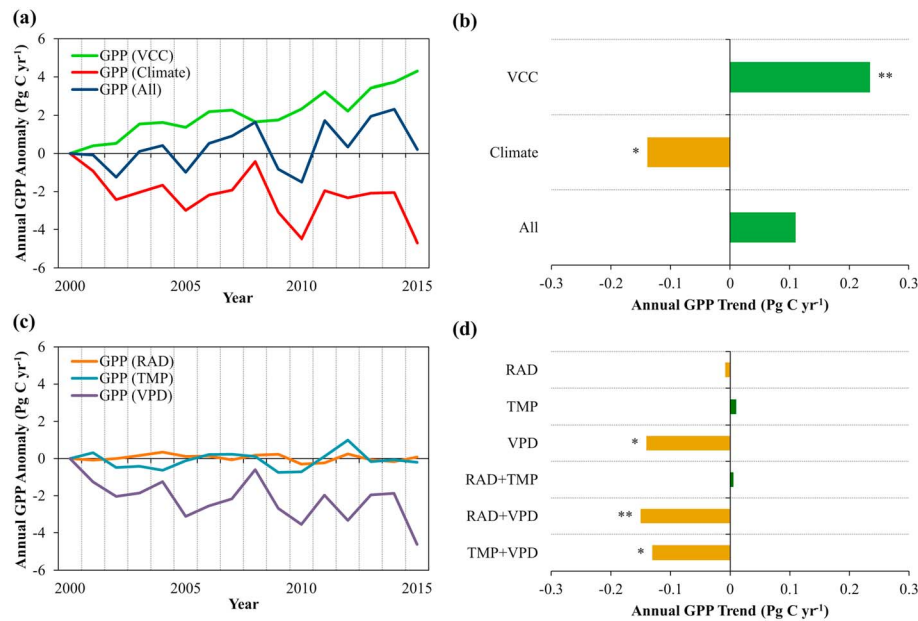 (a)
Annual GPP Anomaly (Pg C yr⁻¹)
6
4
2
0
-2
-4
-6
GPP (VCC)
GPP (Climate)
GPP (All)
2000
2005
2010
2015
Year
(b)
VCC
**
Climate
*
All
-0.3
-0.2
-0.1
0
0.1
0.2
0.3
Annual GPP Trend (Pg C yr⁻¹)
(c)
Annual GPP Anomaly (Pg C yr⁻¹)
6
4
2
0
-2
-4
-6
GPP (RAD)
GPP (TMP)
GPP (VPD)
2000
2005
2010
2015
Year
(d)
RAD
TMP
VPD
*
RAD+TMP
RAD+VPD
**
TMP+VPD
*
-0.3
-0.2
-0.1
0
0.1
0.2
0.3
Annual GPP Trend (Pg C yr⁻¹)